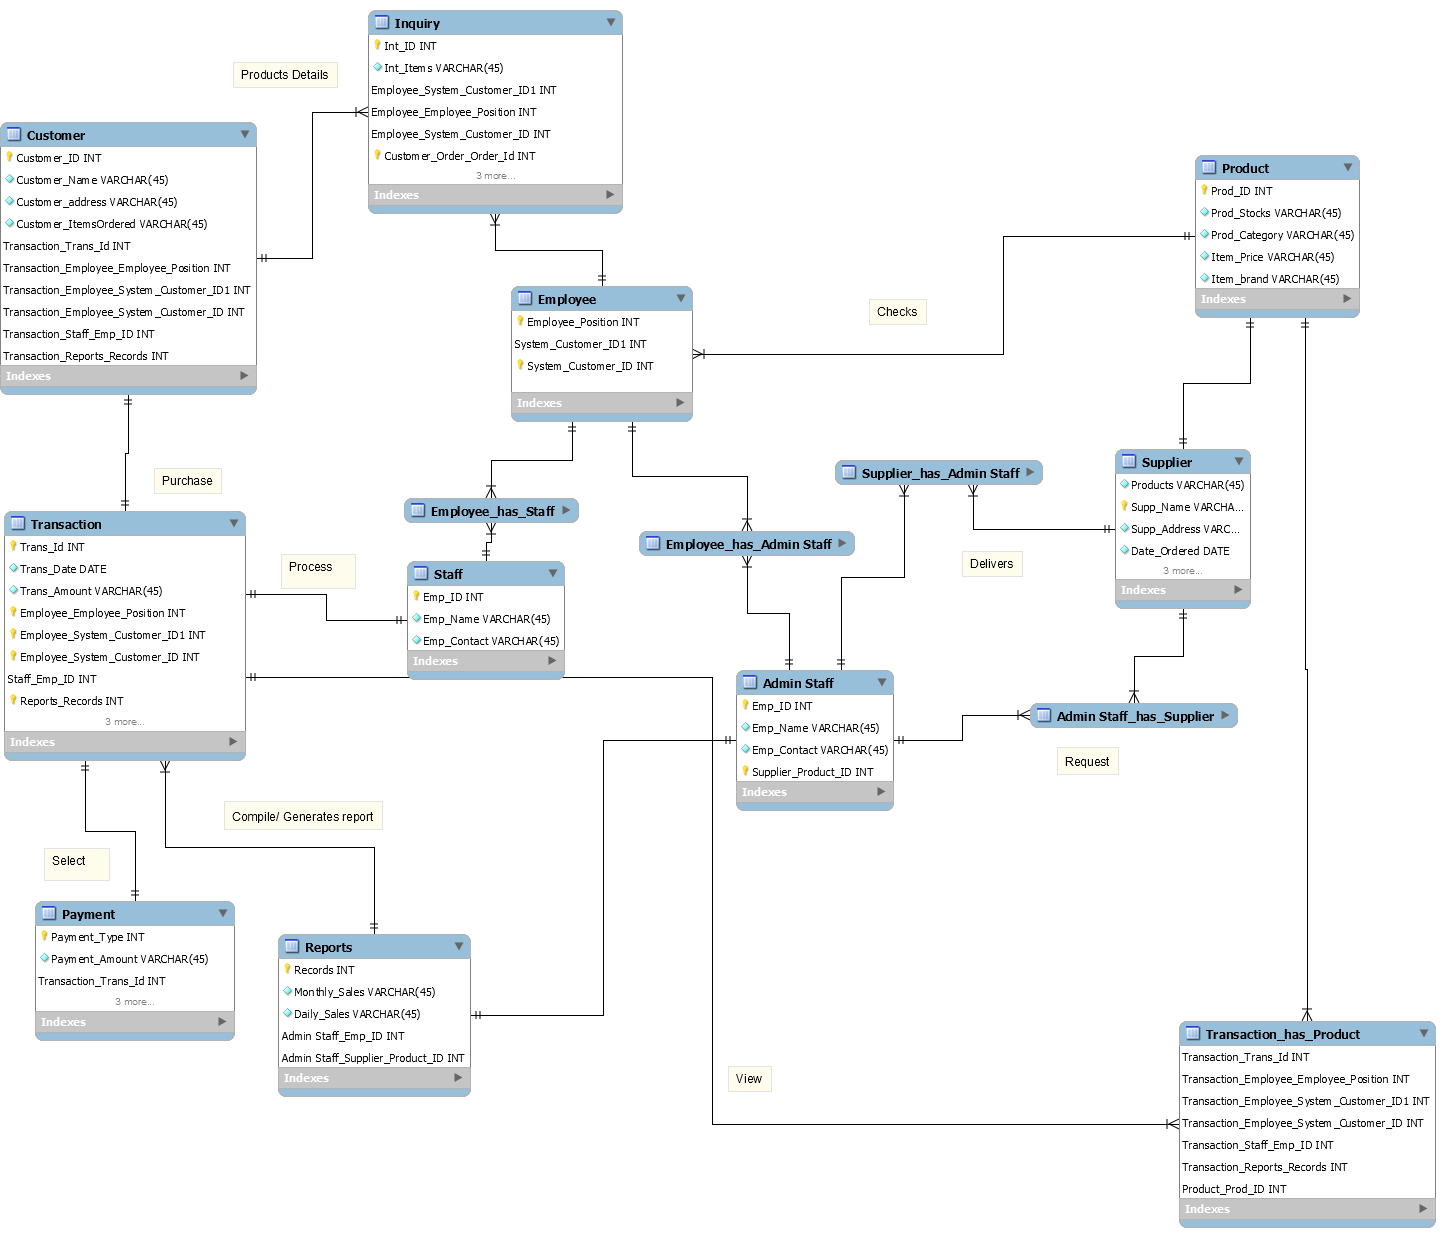 Inquiry
Int_ID INT
Int_Items VARCHAR(45)
Employee_System_Customer_ID1 INT
Employee_Employee_Position INT
Employee_System_Customer_ID INT
Customer_Order_Order_Id INT
3 more...
Indexes
Products Details
Customer
Customer_ID INT
Customer_Name VARCHAR(45)
Customer_address VARCHAR(45)
Customer_ItemsOrdered VARCHAR(45)
Transaction_Trans_Id INT
Transaction_Employee_Employee_Position INT
Transaction_Employee_System_Customer_ID1 INT
Transaction_Employee_System_Customer_ID INT
Transaction_Staff_Emp_ID INT
Transaction_Reports_Records INT
Indexes
Product
Prod_ID INT
Prod_Stocks VARCHAR(45)
Prod_Category VARCHAR(45)
Item_Price VARCHAR(45)
Item_brand VARCHAR(45)
Indexes
Employee
Employee_Position INT
System_Customer_ID1 INT
System_Customer_ID INT
Indexes
Checks
Purchase
Supplier_has_Admin Staff
Supplier
Products VARCHAR(45)
Supp_Name VARCHA...
Supp_Address VARC...
Date_Ordered DATE
3 more...
Indexes
Employee_has_Staff
Employee_has_Admin Staff
Delivers
Transaction
Trans_Id INT
Trans_Date DATE
Trans_Amount VARCHAR(45)
Employee_Employee_Position INT
Employee_System_Customer_ID1 INT
Employee_System_Customer_ID INT
Staff_Emp_ID INT
Reports_Records INT
3 more...
Indexes
Process
Staff
Emp_ID INT
Emp_Name VARCHAR(45)
Emp_Contact VARCHAR(45)
Indexes
Admin Staff
Emp_ID INT
Emp_Name VARCHAR(45)
Emp_Contact VARCHAR(45)
Supplier_Product_ID INT
Indexes
Admin Staff_has_Supplier
Request
Compile/ Generates report
Select
Payment
Payment_Type INT
Payment_Amount VARCHAR(45)
Transaction_Trans_Id INT
3 more...
Indexes
Reports
Records INT
Monthly_Sales VARCHAR(45)
Daily_Sales VARCHAR(45)
Admin Staff_Emp_ID INT
Admin Staff_Supplier_Product_ID INT
Indexes
View
Transaction_has_Product
Transaction_Trans_Id INT
Transaction_Employee_Employee_Position INT
Transaction_Employee_System_Customer_ID1 INT
Transaction_Employee_System_Customer_ID INT
Transaction_Staff_Emp_ID INT
Transaction_Reports_Records INT
Product_Prod_ID INT
Indexes